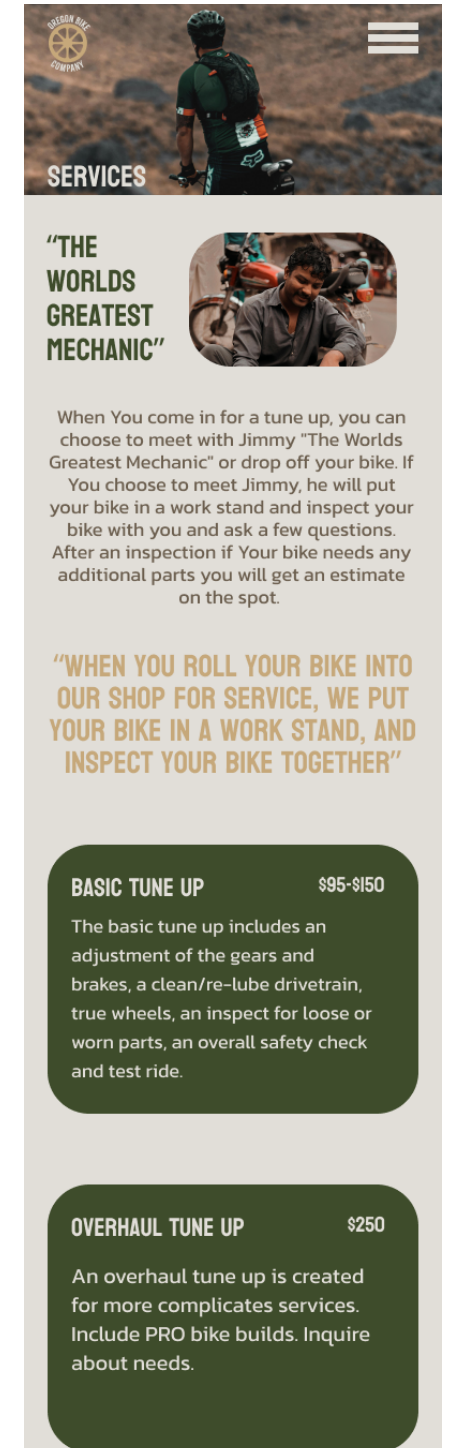 OREGON BIKE
COMPANY
SERVICES
“THE
WORLDS
GREATEST
MECHANIC”
When You come in for a tune up, you can
choose to meet with Jimmy "The Worlds
Greatest Mechanic" or drop off your bike. If
You choose to meet Jimmy, he will put
your bike in a work stand and inspect your
bike with you and ask a few questions.
After an inspection if Your bike needs any
additional parts you will get an estimate
on the spot.
“WHEN YOU ROLL YOUR BIKE INTO
OUR SHOP FOR SERVICE, WE PUT
YOUR BIKE IN A WORK STAND, AND
INSPECT YOUR BIKE TOGETHER”
BASIC TUNE UP
$95-$150
The basic tune up includes an
adjustment of the gears and
brakes, a clean/re-lube drivetrain,
true wheels, an inspect for loose or
worn parts, an overall safety check
and test ride.
OVERHAUL TUNE UP
$250
An overhaul tune up is created
for more complicates services.
Include PRO bike builds. Inquire
about needs.